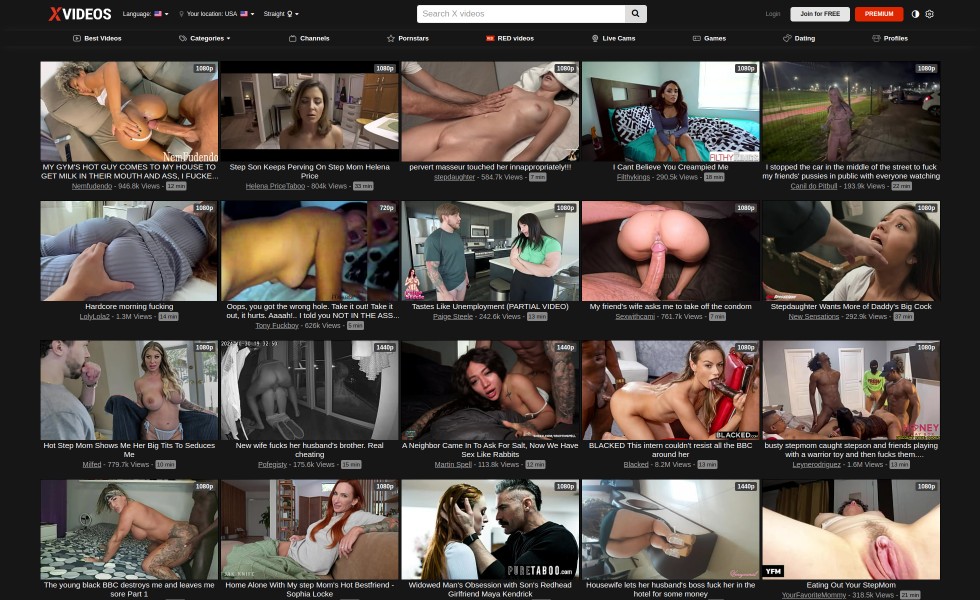 XVIDEOS
Language:
Your location: USA
Straight
Search X videos
Login
Join for FREE
PREMIUM
Best Videos
Categories
Channels
Pornstars
RED videos
Live Cams
Games
Dating
Profiles
1080p
1080p
1080p
1080p
1080p
NemFudendo
MY GYM'S HOT GUY COMES TO MY HOUSE TO
GET MILK IN THEIR MOUTH AND ASS, I FUCKE...
Nemfudendo - 946.8k Views - 12 min
Step Son Keeps Perving On Step Mom Helena
Price
Helena PriceTaboo - 804k Views - 33 min
pervert masseur touched her innapropriately!!!
stepdaughter - 584.7k Views - 7 min
I Cant Believe You Creampied Me
Filthykings - 290.5k Views - 18 min
I stopped the car in the middle of the street to fuck
my friends' pussies in public with everyone watching
Canil do Pitbull - 193.9k Views - 22 min
1080p
720p
1080p
1080p
1080p
Hardcore morning fucking
LolyLola2 - 1.3M Views - 14 min
Oops, you got the wrong hole. Take it out! Take it
out, it hurts. Aaaah!.. I told you NOT IN THE ASS...
Tony Fuckboy - 626k Views - 5 min
Tastes Like Unemployment (PARTIAL VIDEO)
Paige Steele - 242.6k Views - 13 min
My friend's wife asks me to take off the condom
Sexwithcami - 761.7k Views - 7 min
Stepdaughter Wants More of Daddy's Big Cock
New Sensations - 292.9k Views - 37 min
1080p
1440p
1440p
1080p
1080p
BLACKED
Hot Step Mom Shows Me Her Big Tits To Seduces
Me
Milfed - 779.7k Views - 10 min
New wife fucks her husband's brother. Real
cheating
Pofegisty - 175.6k Views - 15 min
A Neighbor Came In To Ask For Salt, Now We Have
Sex Like Rabbits
Martin Spell - 113.8k Views - 12 min
BLACKED This intern couldn't resist all the BBC
around her
Blacked - 8.2M Views - 13 min
busty stepmom caught stepson and friends playing
with a warrior toy and then fucks them....
Leynerodriguez - 1.6M Views - 13 min
1080p
1080p
1080p
1440p
1080p
PURETABOO.com
YFM
The young black BBC destroys me and leaves me
sore Part 1
Home Alone With My step Mom's Hot Bestfriend -
Sophia Locke
Widowed Man's Obsession with Son's Redhead
Girlfriend Maya Kendrick
Housewife lets her husband's boss fuck her in the
hotel for some money
Eating Out Your StepMom
YourFavoriteMommy - 318.5k Views - 21 min